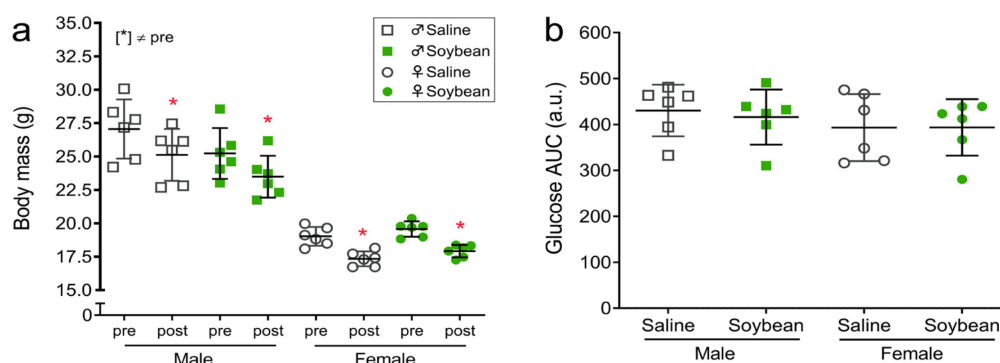 a
[*] ≠ pre
♂ Saline
♂ Soybean
♀ Saline
♀ Soybean
Body mass (g)
35.0
32.5
30.0
27.5
25.0
22.5
20.0
17.5
15.0
0
* * * *
pre post pre post pre post pre post
Male Female
b
Glucose AUC (a.u.)
600
500
400
300
200
100
0
Saline Soybean Saline Soybean
Male Female